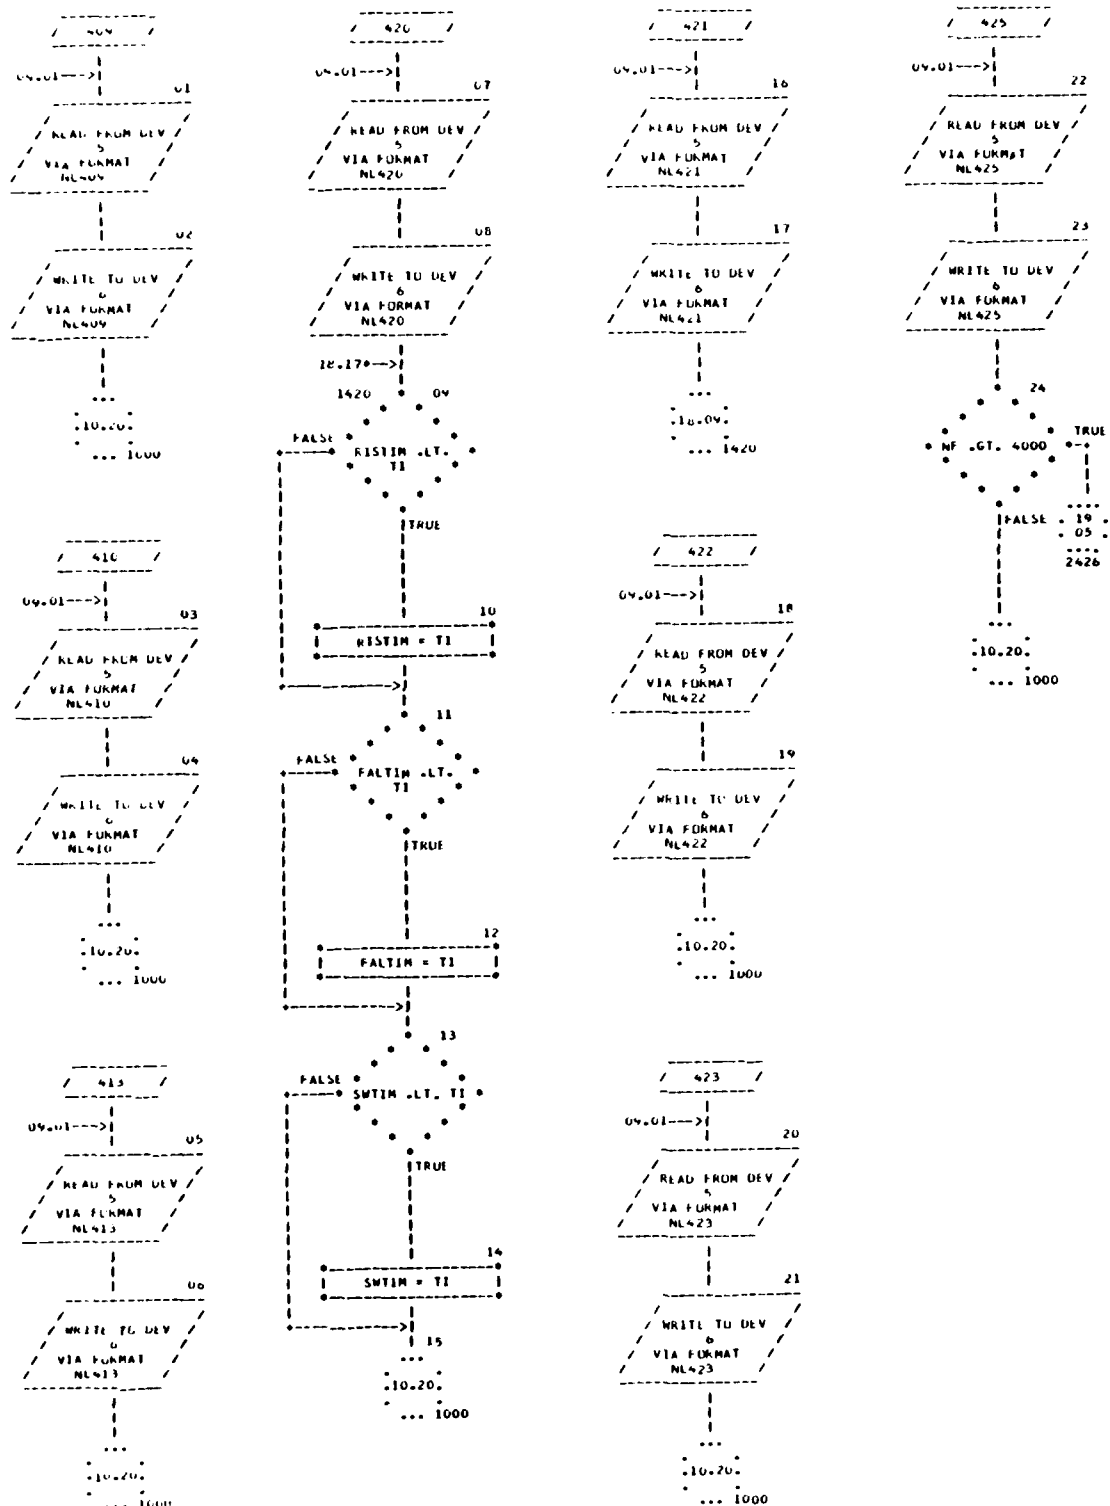 / 409 /
09.01--->
01
READ FROM DEV
5
VIA FORMAT
NL409
02
WRITE TO DEV
6
VIA FORMAT
NL409
.10.20.
... 1000
/ 410 /
09.01--->
03
READ FROM DEV
5
VIA FORMAT
NL410
04
WRITE TO DEV
6
VIA FORMAT
NL410
.10.20.
... 1000
/ 413 /
09.01--->
05
READ FROM DEV
5
VIA FORMAT
NL413
06
WRITE TO DEV
6
VIA FORMAT
NL413
.10.20.
... 1000
/ 420 /
09.01--->
07
READ FROM DEV
5
VIA FORMAT
NL420
08
WRITE TO DEV
6
VIA FORMAT
NL420
18.17*-->
1420 09
FALSE
RISTIM .LT.
TI
TRUE
10
RISTIM = TI
11
FALSE
FALTIM .LT.
TI
TRUE
12
FALTIM = TI
13
FALSE
SWTIM .LT. TI
TRUE
14
SWTIM = TI
15
.10.20.
... 1000
/ 421 /
09.01--->
16
READ FROM DEV
5
VIA FORMAT
NL421
17
WRITE TO DEV
6
VIA FORMAT
NL421
.18.09.
... 1420
/ 422 /
09.01--->
18
READ FROM DEV
5
VIA FORMAT
NL422
19
WRITE TO DEV
6
VIA FORMAT
NL422
.10.20.
... 1000
/ 423 /
09.01--->
20
READ FROM DEV
5
VIA FORMAT
NL423
21
WRITE TO DEV
6
VIA FORMAT
NL423
.10.20.
... 1000
/ 425 /
09.01--->
22
READ FROM DEV
5
VIA FORMAT
NL425
23
WRITE TO DEV
6
VIA FORMAT
NL425
24
TRUE
NF .GT. 4000
FALSE
. 19 .
. 05 .
2426
.10.20.
... 1000